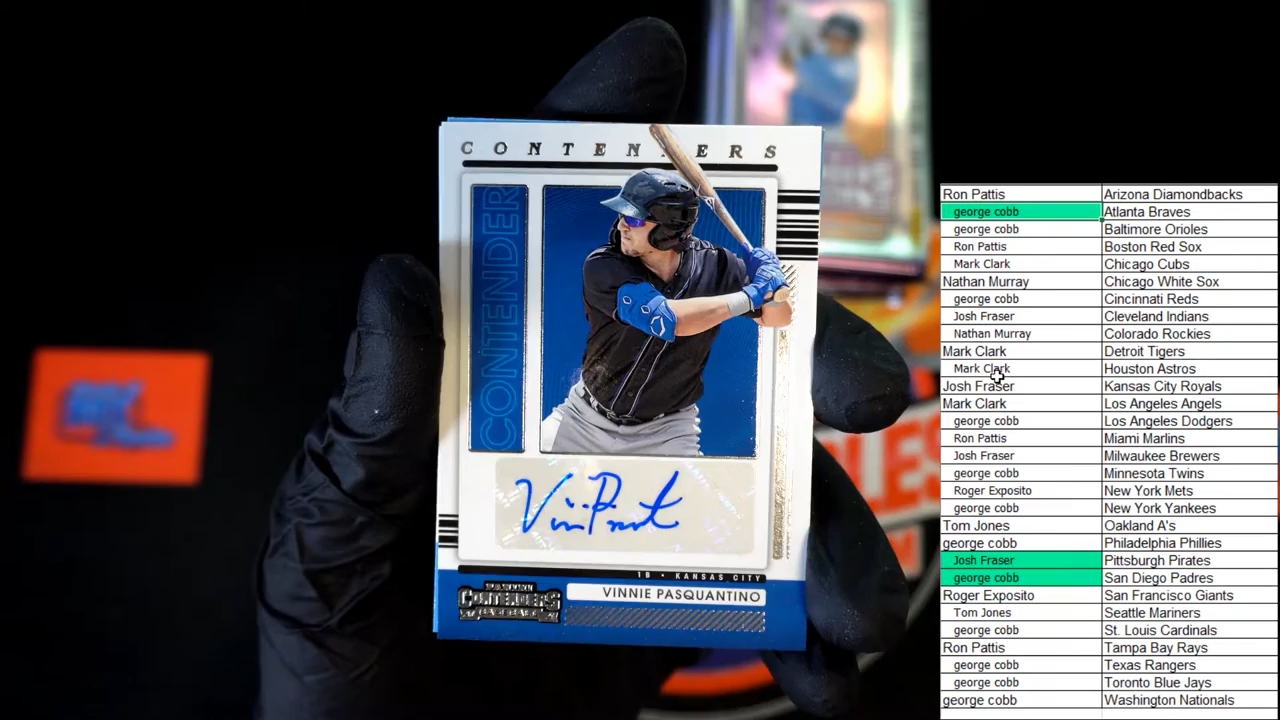 CONTENDERS
CONTENDER
VinP
1B • KANSAS CITY
VINNIE PASQUANTINO
CONTENDERS
BASEBALL
Ron Pattis Arizona Diamondbacks
george cobb Atlanta Braves
george cobb Baltimore Orioles
Ron Pattis Boston Red Sox
Mark Clark Chicago Cubs
Nathan Murray Chicago White Sox
george cobb Cincinnati Reds
Josh Fraser Cleveland Indians
Nathan Murray Colorado Rockies
Mark Clark Detroit Tigers
Mark Clark Houston Astros
Josh Fraser Kansas City Royals
Mark Clark Los Angeles Angels
george cobb Los Angeles Dodgers
Ron Pattis Miami Marlins
Josh Fraser Milwaukee Brewers
george cobb Minnesota Twins
Roger Exposito New York Mets
george cobb New York Yankees
Tom Jones Oakland A's
george cobb Philadelphia Phillies
Josh Fraser Pittsburgh Pirates
george cobb San Diego Padres
Roger Exposito San Francisco Giants
Tom Jones Seattle Mariners
george cobb St. Louis Cardinals
Ron Pattis Tampa Bay Rays
george cobb Texas Rangers
george cobb Toronto Blue Jays
george cobb Washington Nationals